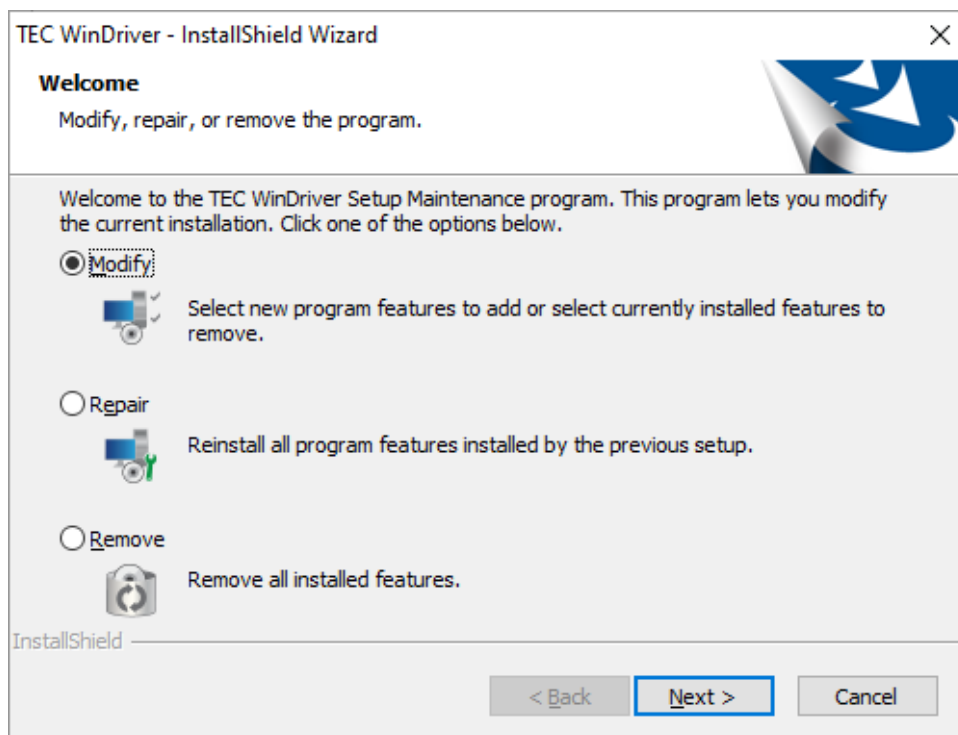 TEC WinDriver - InstallShield Wizard
Welcome
Modify, repair, or remove the program.
Welcome to the TEC WinDriver Setup Maintenance program. This program lets you modify
the current installation. Click one of the options below.
Modify
Select new program features to add or select currently installed features to
remove.
Repair
Reinstall all program features installed by the previous setup.
Remove
Remove all installed features.
InstallShield
< Back
Next >
Cancel